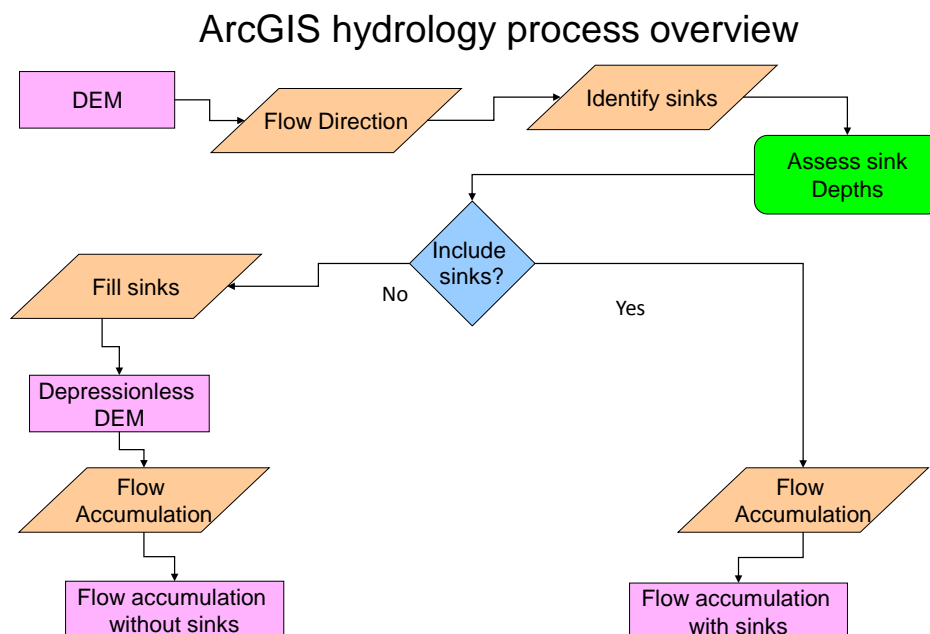 ArcGIS hydrology process overview
DEM
Flow Direction
Identify sinks
Assess sink
Depths
Include
sinks?
No
Yes
Fill sinks
Depressionless
DEM
Flow
Accumulation
Flow
Accumulation
Flow accumulation
without sinks
Flow accumulation
with sinks